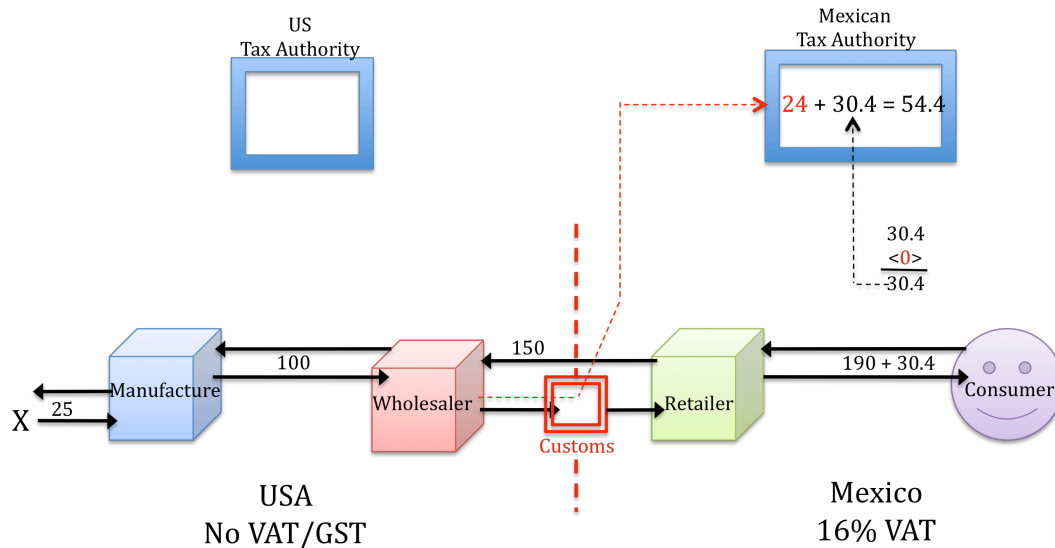 US
Tax Authority
Mexican
Tax Authority
24 + 30.4 = 54.4
30.4
<0>
30.4
150
100
190 + 30.4
Manufacture
Wholesaler
Retailer
Consumer
25
X
Customs
USA
No VAT/GST
Mexico
16% VAT